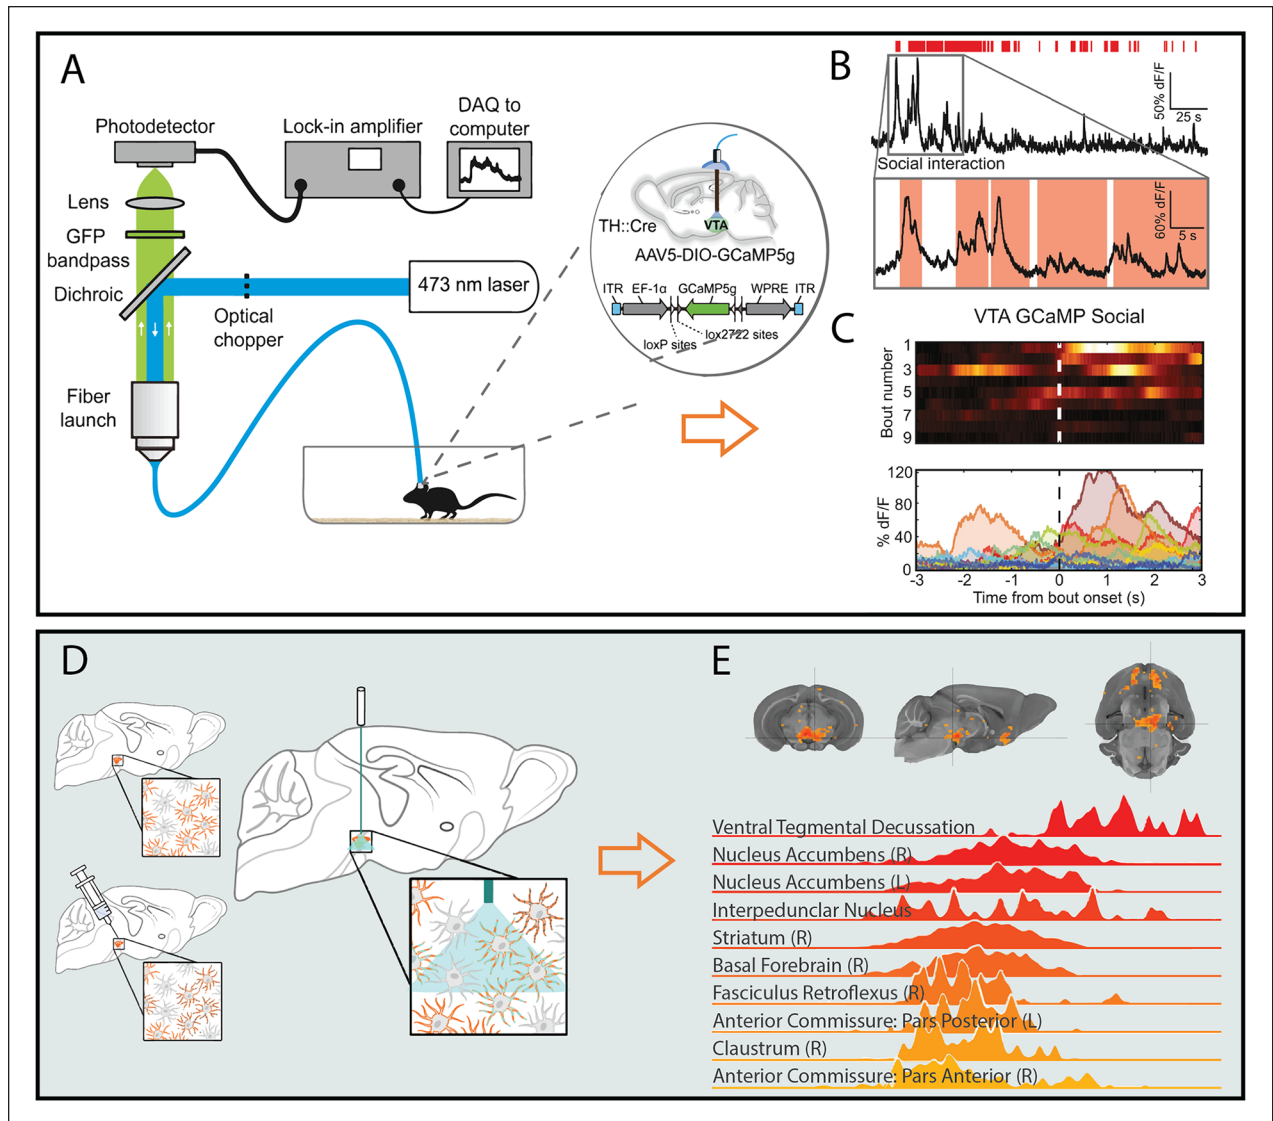 A
Photodetector
Lock-in amplifier
DAQ to
computer
Lens
GFP
bandpass
Dichroic
473 nm laser
Optical
chopper
Fiber
launch
TH::Cre
VTA
AAV5-DIO-GCaMP5g
ITR EF-1α GCaMP5g WPRE ITR
loxP sites
lox2722 sites
B
50% dF/F
25 s
Social interaction
60% dF/F
5 s
C
VTA GCaMP Social
Bout number
1
3
5
7
9
% dF/F
120
80
40
0
-3 -2 -1 0 1 2 3
Time from bout onset (s)
D
E
Ventral Tegmental Decussation
Nucleus Accumbens (R)
Nucleus Accumbens (L)
Interpedunclar Nucleus
Striatum (R)
Basal Forebrain (R)
Fasciculus Retroflexus (R)
Anterior Commissure: Pars Posterior (L)
Claustrum (R)
Anterior Commissure: Pars Anterior (R)